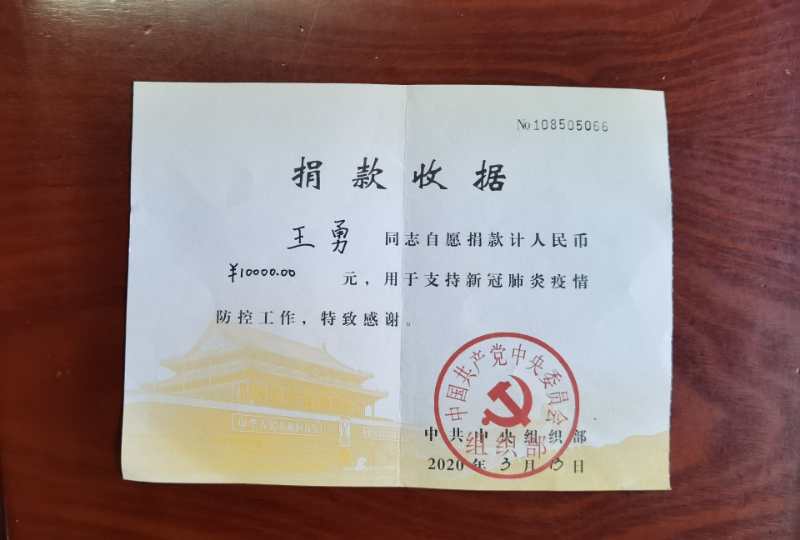 No 108505066
捐款收据
王勇 同志自愿捐款计人民币
¥10000.00 元，用于支持新冠肺炎疫情
防控工作，特致感谢。
中国共产党中央委员会
组织部
中共中央组织部
2020年3月13日